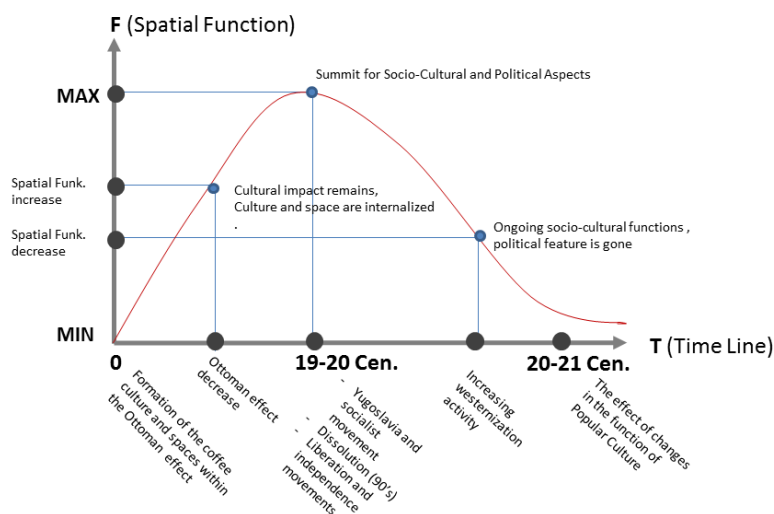 F (Spatial Function)
Summit for Socio-Cultural and Political Aspects
MAX
Spatial Funk.
increase
Cultural impact remains,
Culture and space are internalized
.
Spatial Funk.
decrease
Ongoing socio-cultural functions ,
political feature is gone
MIN
T (Time Line)
0
19-20 Cen.
20-21 Cen.
Formation of the coffee
culture and spaces within
the Ottoman effect
Ottoman effect
decrease
- Yugoslavia and
socialist
movement
- Dissolution (90's)
- Liberation and
independence
movements
Increasing
westernization
activity
The effect of changes
in the function of
Popular Culture